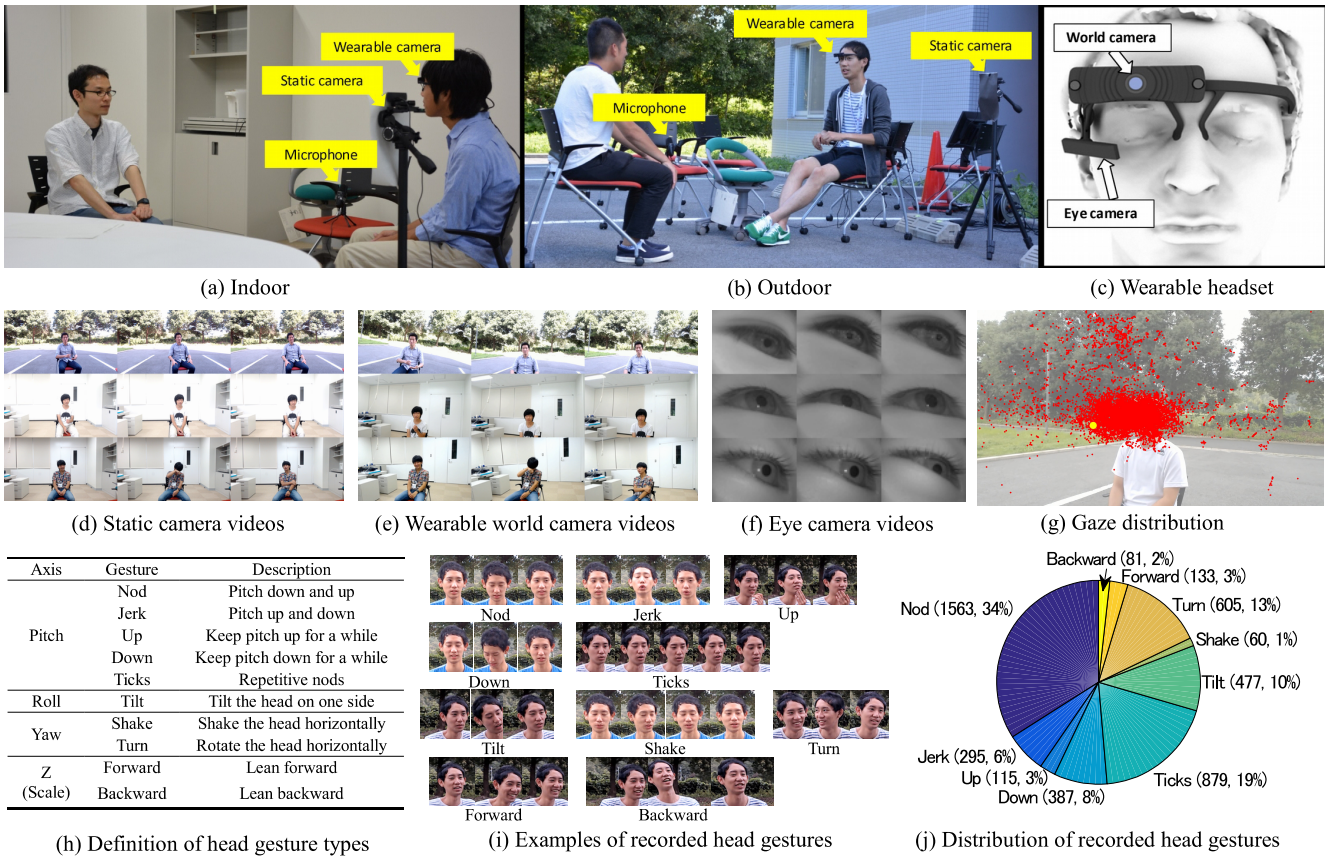 Wearable camera
Static camera
Microphone
Wearable camera
Static camera
Microphone
World camera
Eye camera
(a) Indoor
(b) Outdoor
(c) Wearable headset
(d) Static camera videos
(e) Wearable world camera videos
(f) Eye camera videos
(g) Gaze distribution
Axis Gesture Description
Pitch
Nod Pitch down and up
Jerk Pitch up and down
Up Keep pitch up for a while
Down Keep pitch down for a while
Ticks Repetitive nods
Roll Tilt Tilt the head on one side
Yaw
Shake Shake the head horizontally
Turn Rotate the head horizontally
Z
(Scale)
Forward Lean forward
Backward Lean backward
(h) Definition of head gesture types
Nod Jerk Up
Down Ticks
Tilt Shake Turn
Forward Backward
(i) Examples of recorded head gestures
Backward (81, 2%)
Forward (133, 3%)
Turn (605, 13%)
Shake (60, 1%)
Tilt (477, 10%)
Ticks (879, 19%)
Down (387, 8%)
Up (115, 3%)
Jerk (295, 6%)
Nod (1563, 34%)
(j) Distribution of recorded head gestures